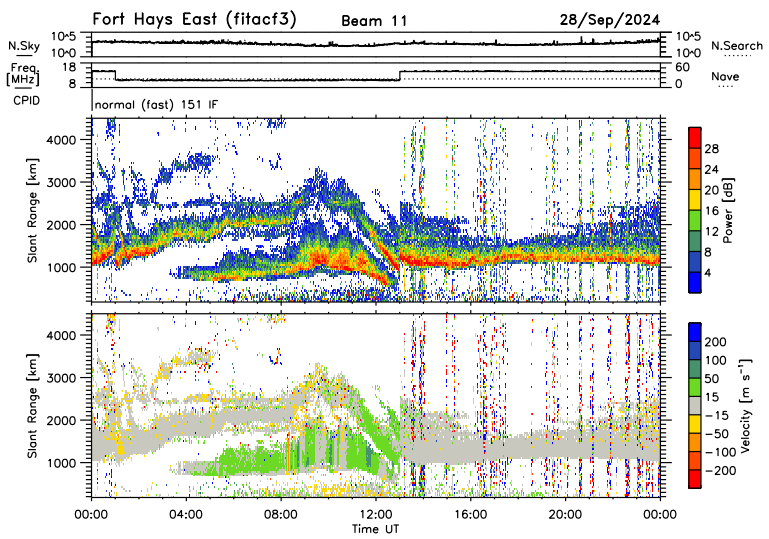 Fort Hays East (fitacf3) Beam 11 28/Sep/2024
N.Sky 10^5 10^0 10^5 10^0 N.Search
Freq. [MHz] 18 8 60 0 Nave
CPID normal (fast) 151 IF
Slant Range [km] 4000 3000 2000 1000
Power [dB] 28 24 20 16 12 8 4
Slant Range [km] 4000 3000 2000 1000
Velocity [m s⁻¹] 200 100 50 15 −15 −50 −100 −200
00:00 04:00 08:00 12:00 16:00 20:00 00:00
Time UT